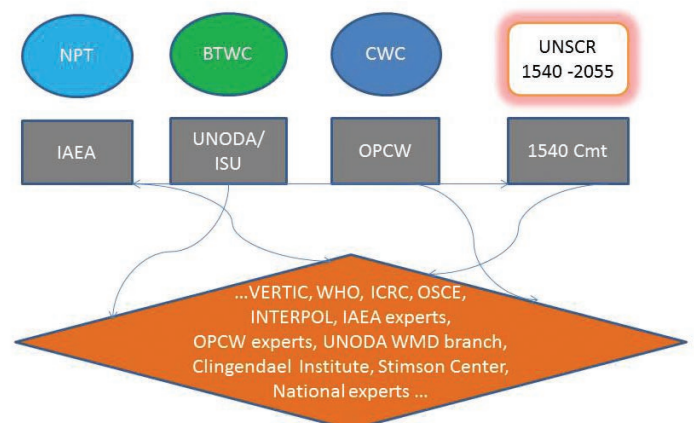 NPT
BTWC
CWC
UNSCR
1540 -2055
IAEA
UNODA/
ISU
OPCW
1540 Cmt
...VERTIC, WHO, ICRC, OSCE,
INTERPOL, IAEA experts,
OPCW experts, UNODA WMD branch,
Clingendael Institute, Stimson Center,
National experts ...